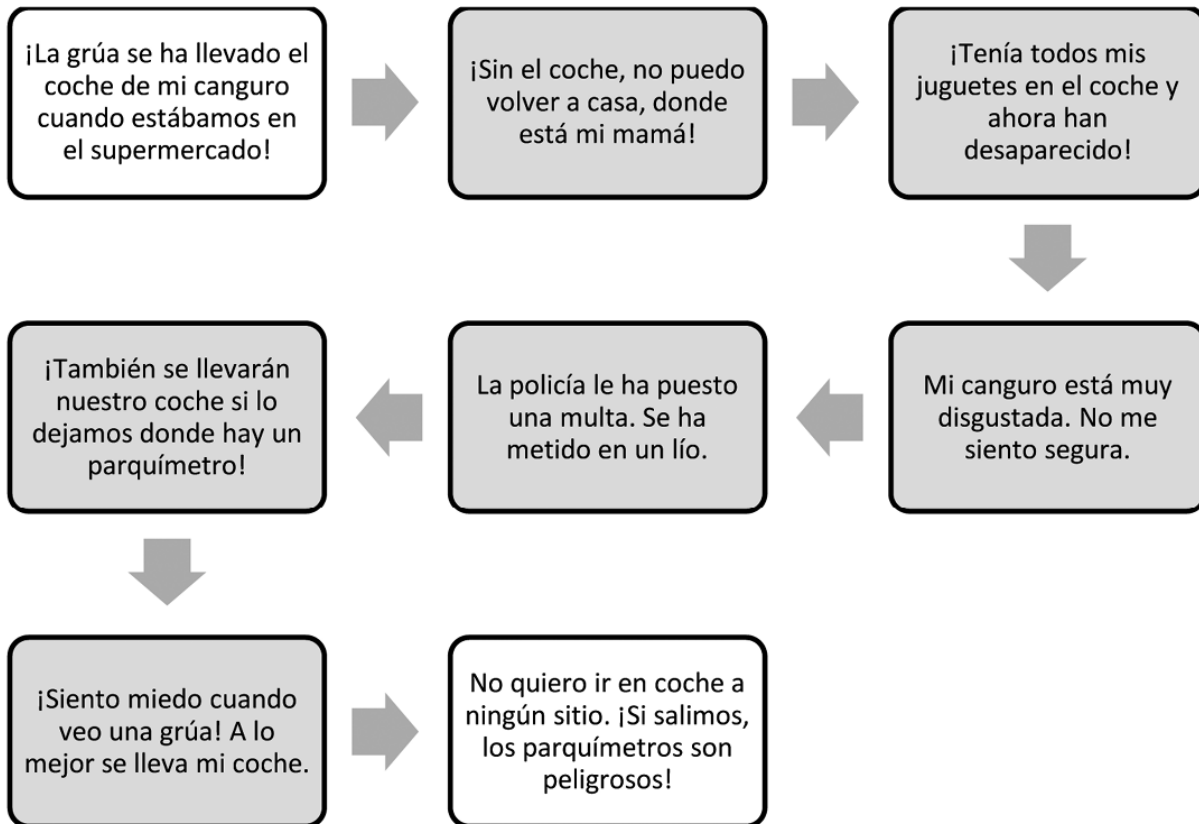 ¡La grúa se ha llevado el
coche de mi canguro
cuando estábamos en
el supermercado!
¡Sin el coche, no puedo
volver a casa, donde
está mi mamá!
¡Tenía todos mis
juguetes en el coche y
ahora han
desaparecido!
Mi canguro está muy
disgustada. No me
siento segura.
La policía le ha puesto
una multa. Se ha
metido en un lío.
¡También se llevarán
nuestro coche si lo
dejamos donde hay un
parquímetro!
¡Siento miedo cuando
veo una grúa! A lo
mejor se lleva mi coche.
No quiero ir en coche a
ningún sitio. ¡Si salimos,
los parquímetros son
peligrosos!